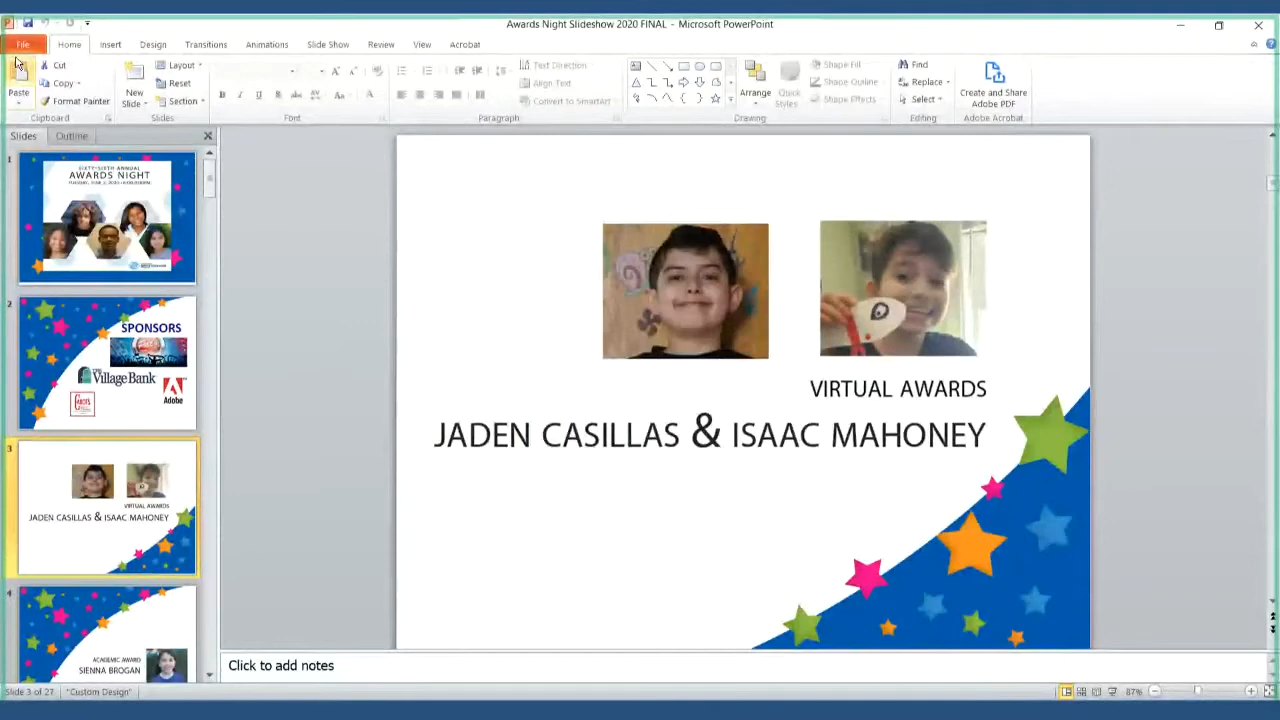 Awards Night Slideshow 2020 FINAL - Microsoft PowerPoint
File Home Insert Design Transitions Animations Slide Show Review View Acrobat
Paste
Cut
Copy
Format Painter
Clipboard
New Slide
Layout
Reset
Section
Slides
Font
Text Direction
Align Text
Convert to SmartArt
Paragraph
Arrange
Quick Styles
Shape Fill
Shape Outline
Shape Effects
Drawing
Find
Replace
Select
Editing
Create and Share
Adobe PDF
Adobe Acrobat
Slides Outline
1
SIXTY-SIXTH ANNUAL
AWARDS NIGHT
2
SPONSORS
Village Bank
Adobe
3
VIRTUAL AWARDS
JADEN CASILLAS & ISAAC MAHONEY
4
ACADEMIC AWARD
SIENNA BROGAN
VIRTUAL AWARDS
JADEN CASILLAS & ISAAC MAHONEY
Click to add notes
Slide 3 of 27 "Custom Design" 87%